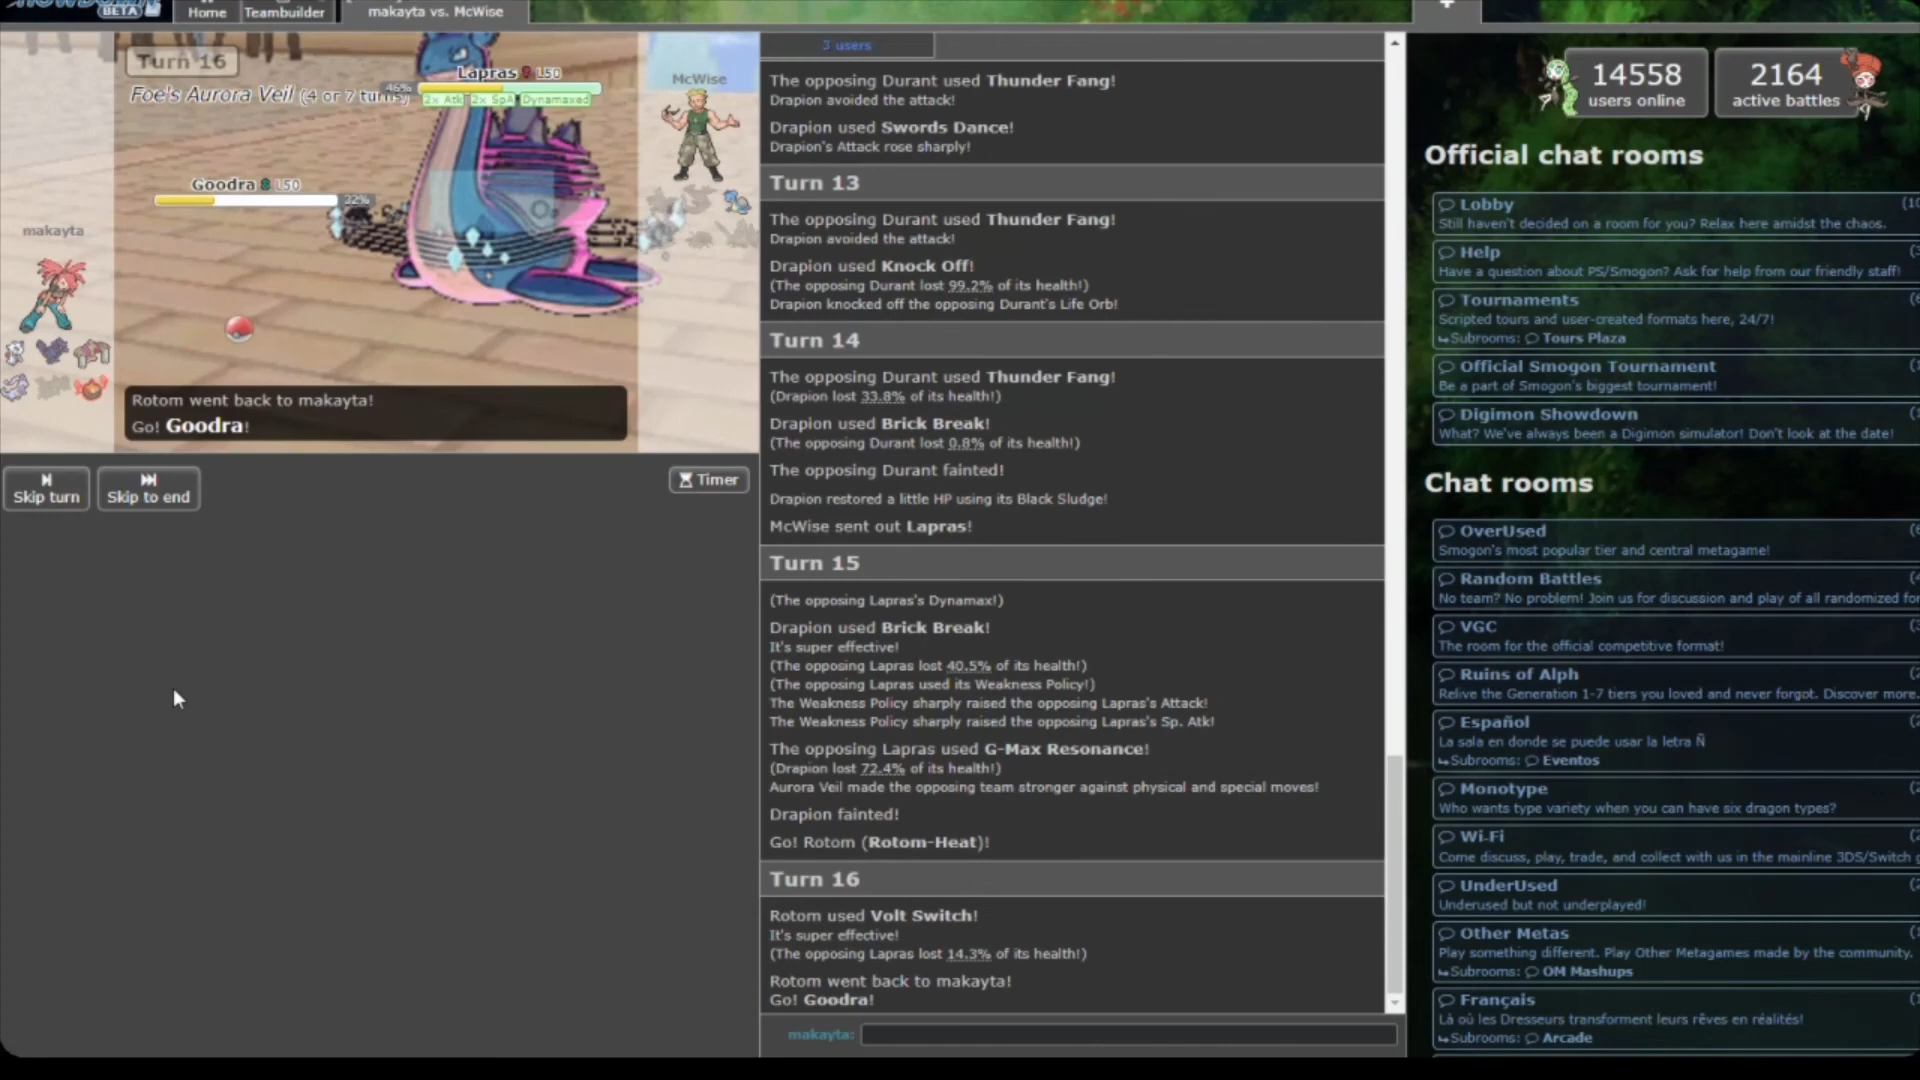 BETA
Home
Teambuilder
makayta vs. McWise
Turn 16
Foe's Aurora Veil (4 or 7 turns)
Lapras L50
46%
2x Atk 2x SpA Dynamaxed
McWise
Goodra L50
32%
makayta
Rotom went back to makayta!
Go! Goodra!
Skip turn
Skip to end
Timer
3 users
The opposing Durant used Thunder Fang!
Drapion avoided the attack!
Drapion used Swords Dance!
Drapion's Attack rose sharply!
Turn 13
The opposing Durant used Thunder Fang!
Drapion avoided the attack!
Drapion used Knock Off!
(The opposing Durant lost 99.2% of its health!)
Drapion knocked off the opposing Durant's Life Orb!
Turn 14
The opposing Durant used Thunder Fang!
(Drapion lost 33.8% of its health!)
Drapion used Brick Break!
(The opposing Durant lost 0.8% of its health!)
The opposing Durant fainted!
Drapion restored a little HP using its Black Sludge!
McWise sent out Lapras!
Turn 15
(The opposing Lapras's Dynamax!)
Drapion used Brick Break!
It's super effective!
(The opposing Lapras lost 40.5% of its health!)
(The opposing Lapras used its Weakness Policy!)
The Weakness Policy sharply raised the opposing Lapras's Attack!
The Weakness Policy sharply raised the opposing Lapras's Sp. Atk!
The opposing Lapras used G-Max Resonance!
(Drapion lost 72.4% of its health!)
Aurora Veil made the opposing team stronger against physical and special moves!
Drapion fainted!
Go! Rotom (Rotom-Heat)!
Turn 16
Rotom used Volt Switch!
It's super effective!
(The opposing Lapras lost 14.3% of its health!)
Rotom went back to makayta!
Go! Goodra!
makayta:
14558
users online
2164
active battles
Official chat rooms
Lobby
Still haven't decided on a room for you? Relax here amidst the chaos.
Help
Have a question about PS/Smogon? Ask for help from our friendly staff!
Tournaments
Scripted tours and user-created formats here, 24/7!
Subrooms: Tours Plaza
Official Smogon Tournament
Be a part of Smogon's biggest tournament!
Digimon Showdown
What? We've always been a Digimon simulator! Don't look at the date!
Chat rooms
OverUsed
Smogon's most popular tier and central metagame!
Random Battles
No team? No problem! Join us for discussion and play of all randomized
VGC
The room for the official competitive format!
Ruins of Alph
Relive the Generation 1-7 tiers you loved and never forgot. Discover more.
Español
La sala en donde se puede usar la letra Ñ
Subrooms: Eventos
Monotype
Who wants type variety when you can have six dragon types?
Wi-Fi
Come discuss, play, trade, and collect with us in the mainline 3DS/Switch
UnderUsed
Underused but not underplayed!
Other Metas
Play something different. Play Other Metagames made by the community.
Subrooms: OM Mashups
Français
Là où les Dresseurs transforment leurs rêves en réalités!
Subrooms: Arcade